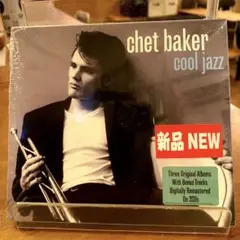 chet baker
cool jazz
新品 NEW
Three Original Albums
With Bonus Tracks
Digitally Remastered
On 2CDs